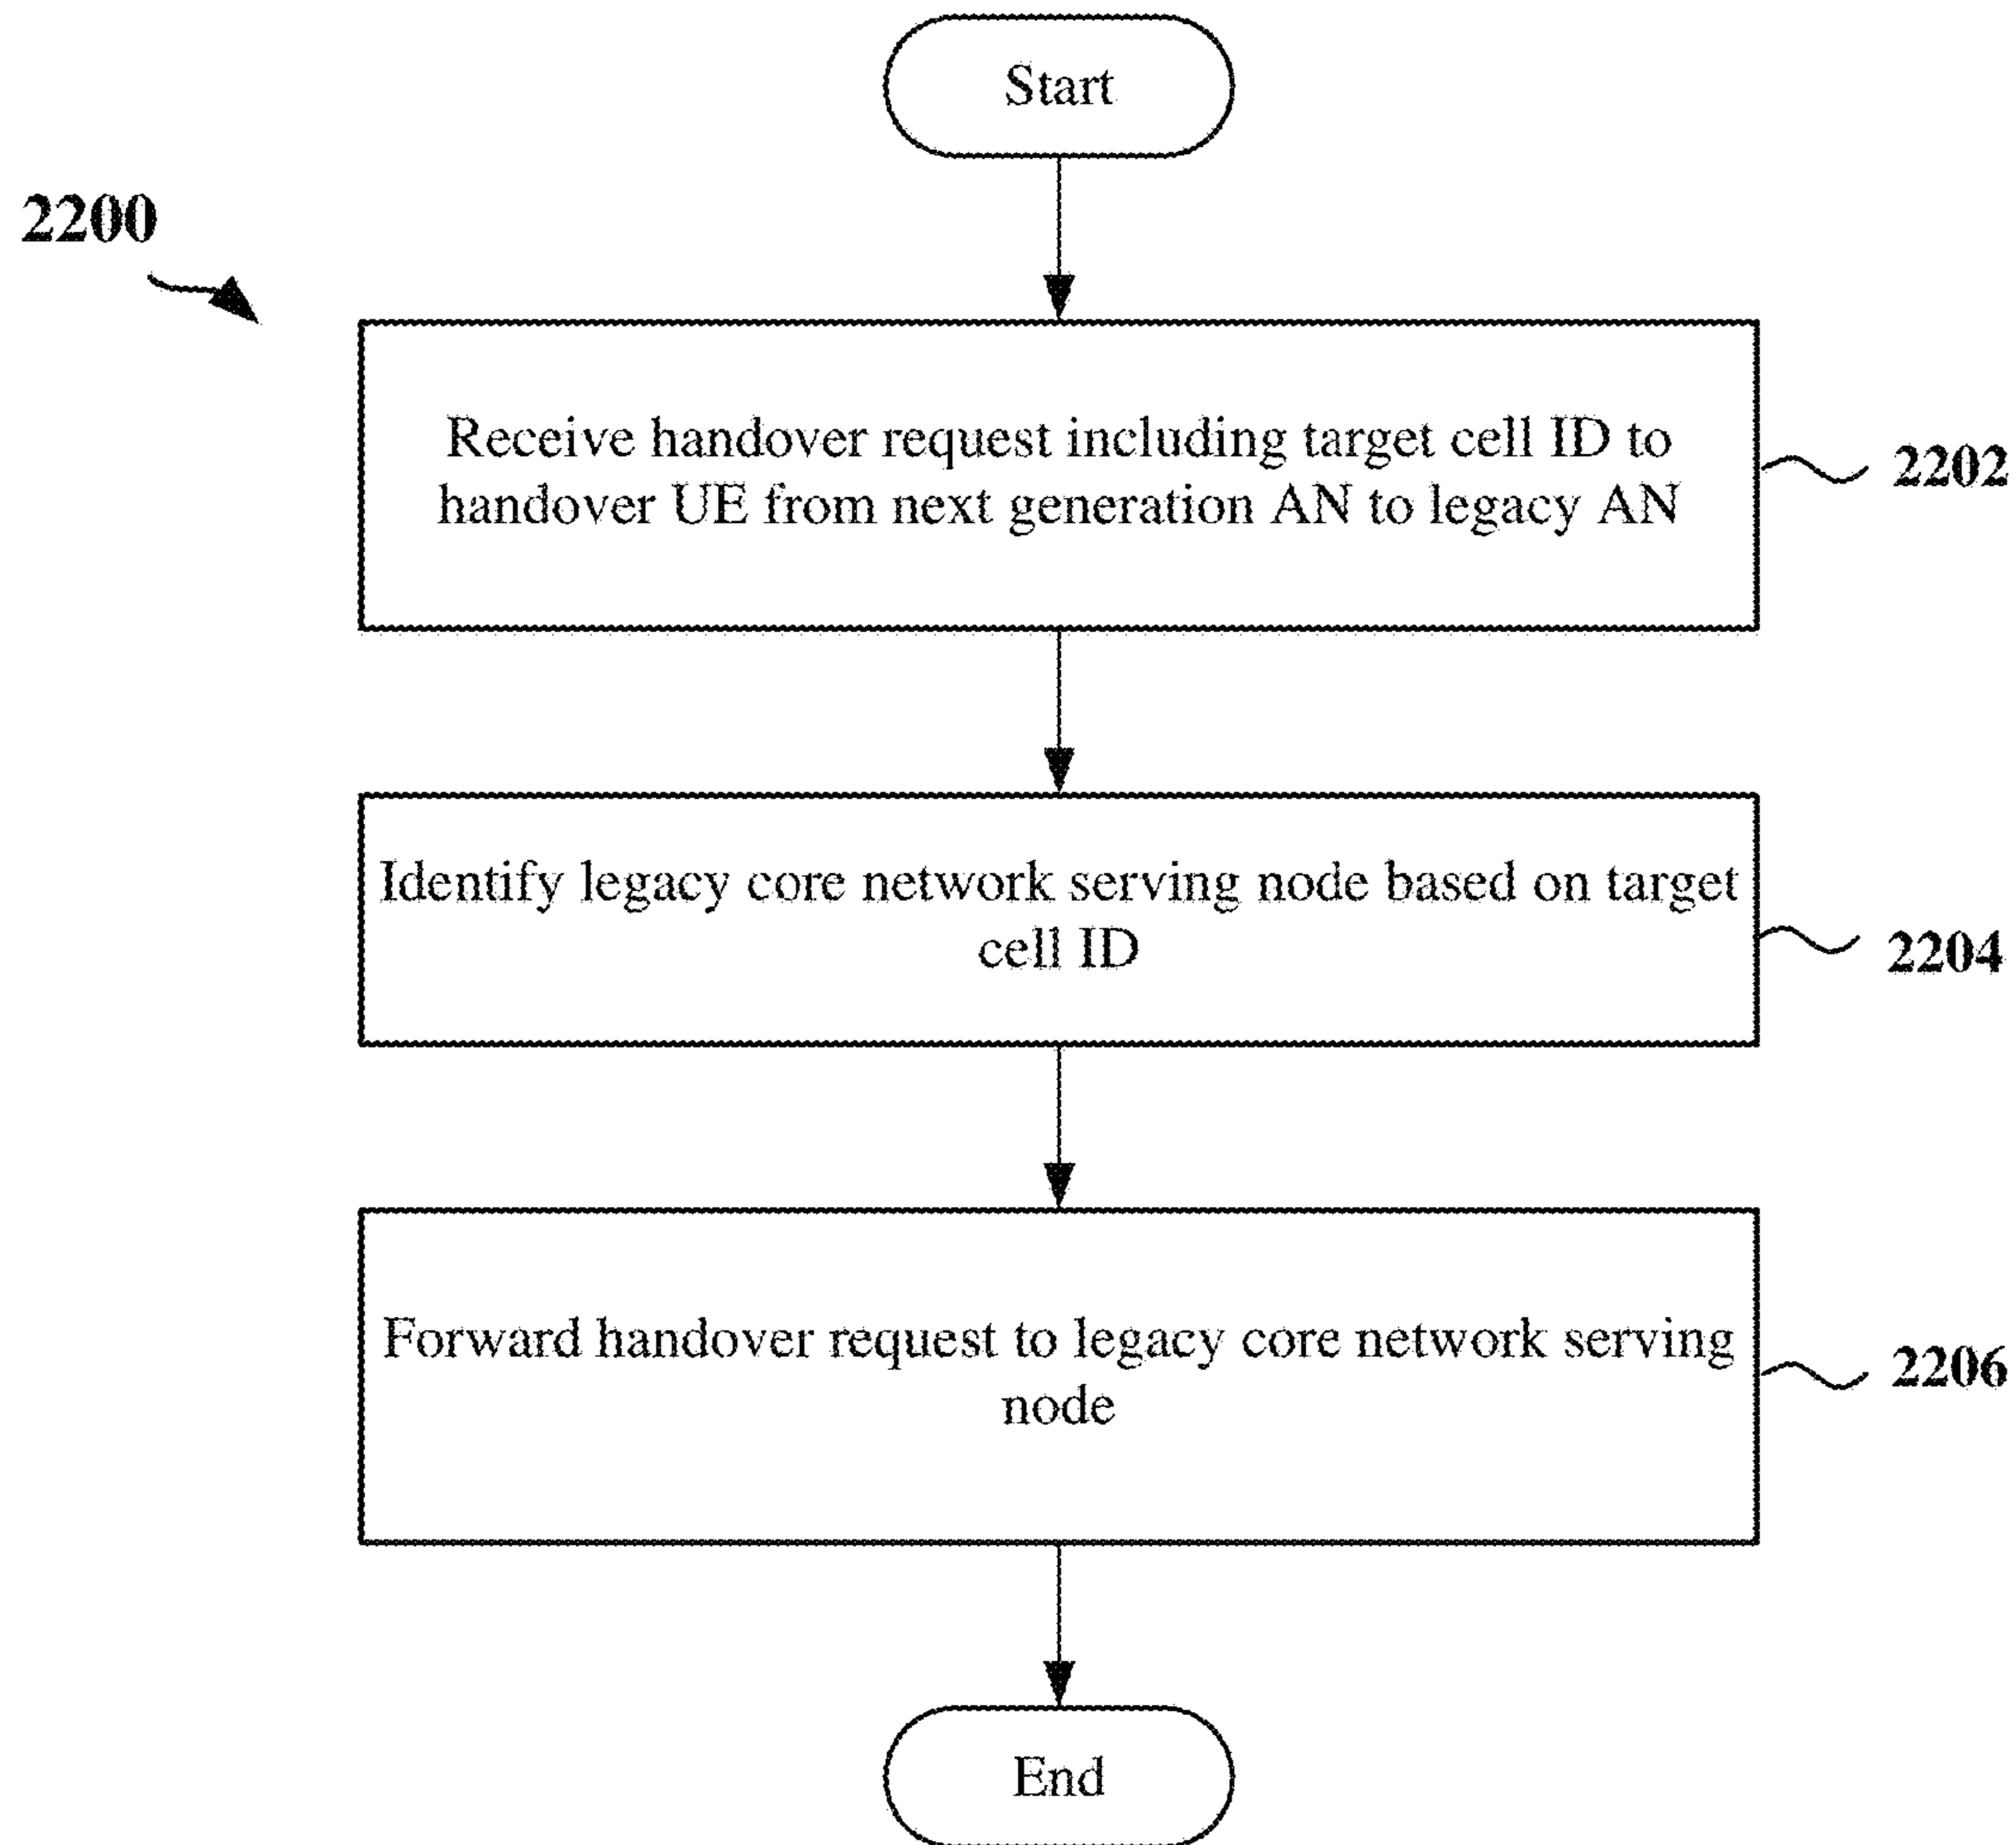 Start
2200
Receive handover request including target cell ID to
handover UE from next generation AN to legacy AN
2202
Identify legacy core network serving node based on target
cell ID
2204
Forward handover request to legacy core network serving
node
2206
End